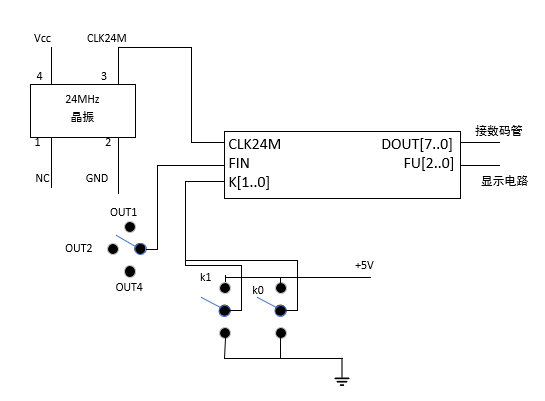 Vcc
CLK24M
4
3
24MHz
晶振
1
2
NC
GND
CLK24M
DOUT[7..0]
接数码管
FIN
FU[2..0]
K[1..0]
显示电路
OUT1
OUT2
OUT4
+5V
k1
k0